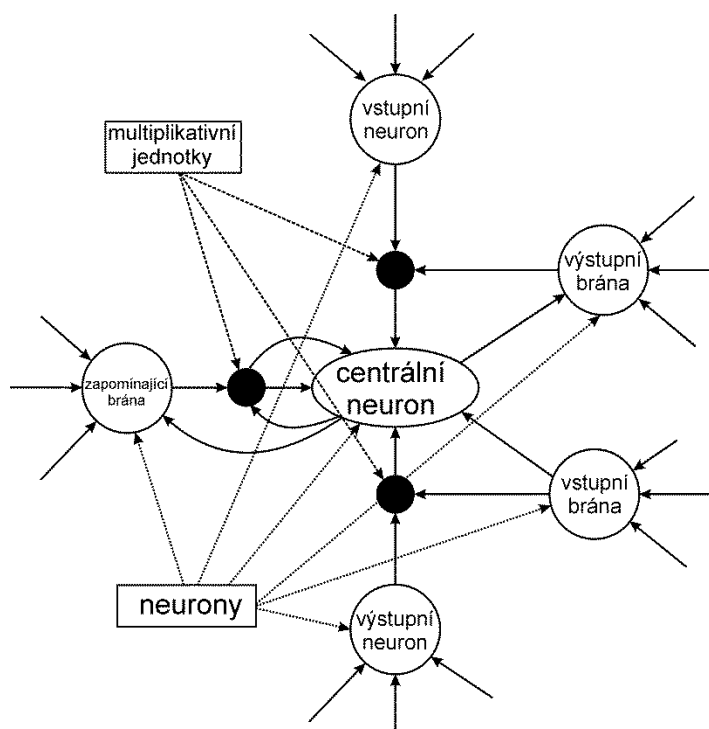 vstupní
neuron
multiplikativní
jednotky
výstupní
brána
zapomínající
brána
centrální
neuron
vstupní
brána
neurony
výstupní
neuron